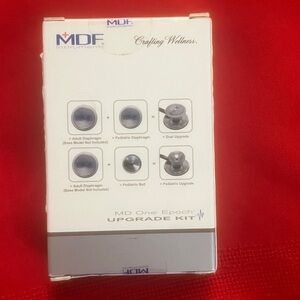 MDF
Instruments
Crafting Wellness.
+ Adult Diaphragm
(Base Model Not Included)
+ Pediatric Diaphragm
= Dual Upgrade
+ Adult Diaphragm
(Base Model Not Included)
+ Pediatric Bell
= Pediatric Upgrade
MD One Epoch
UPGRADE KIT
MDF